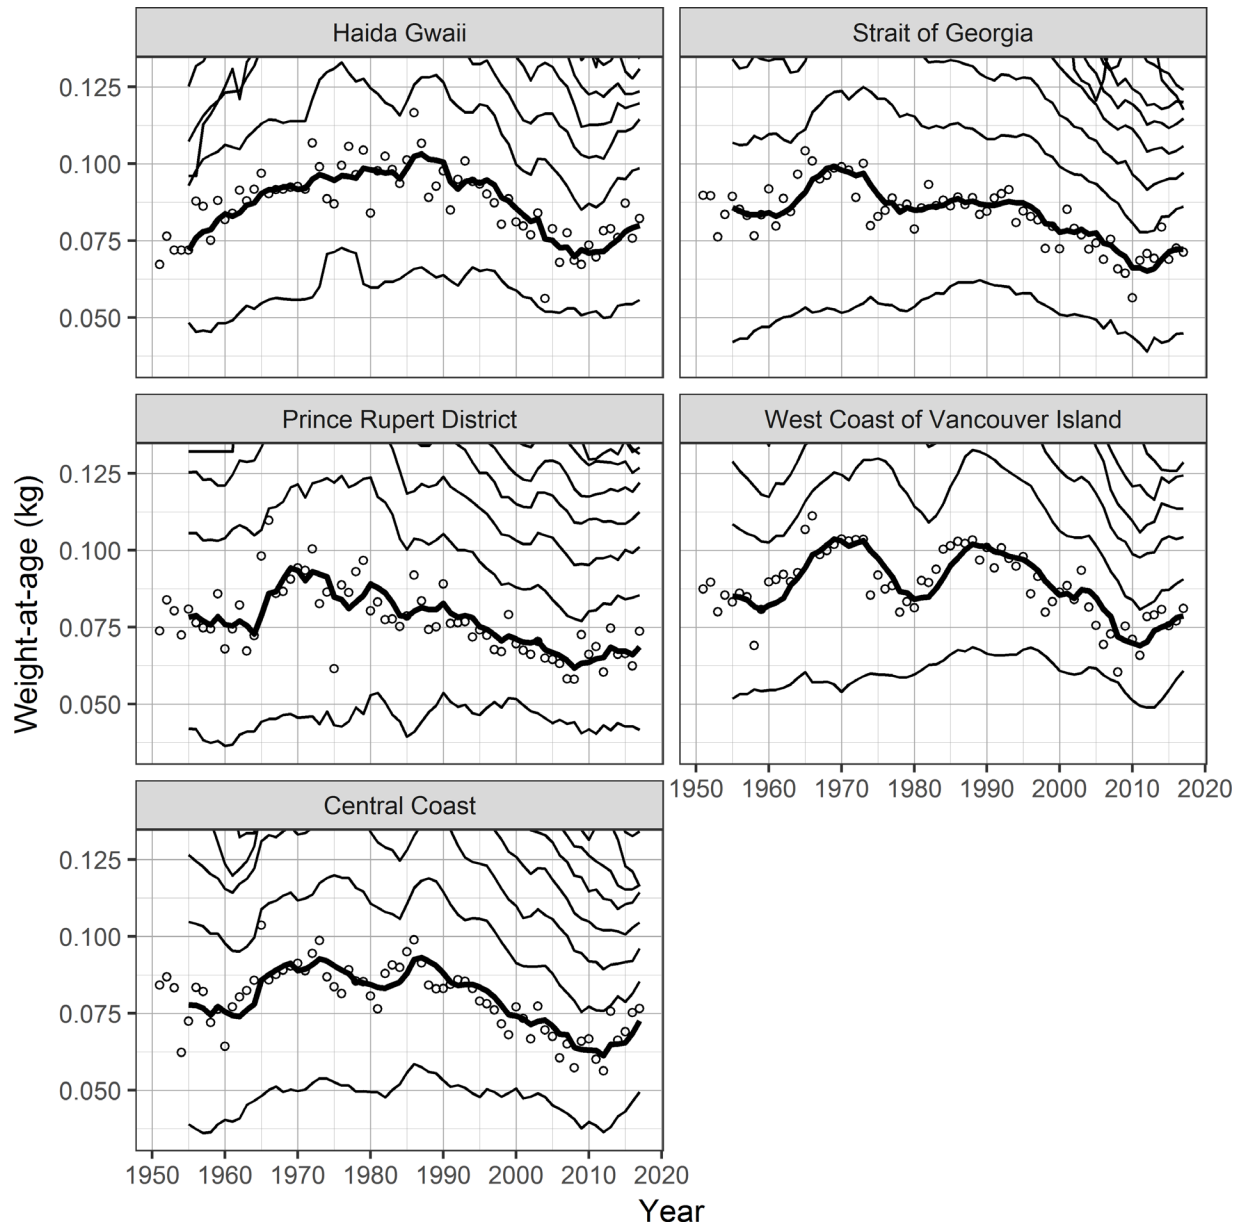 Haida Gwaii
Strait of Georgia
0.125
0.100
0.075
0.050
Prince Rupert District
West Coast of Vancouver Island
0.125
0.100
0.075
0.050
1950 1960 1970 1980 1990 2000 2010 2020
Central Coast
0.125
0.100
0.075
0.050
1950 1960 1970 1980 1990 2000 2010 2020
Weight-at-age (kg)
Year